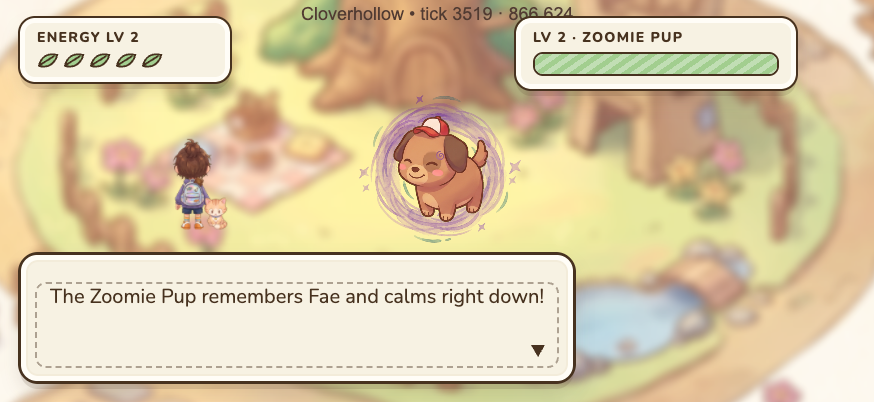 Cloverhollow • tick 3519 · 866,624
ENERGY LV 2
LV 2 · ZOOMIE PUP
The Zoomie Pup remembers Fae and calms right down!